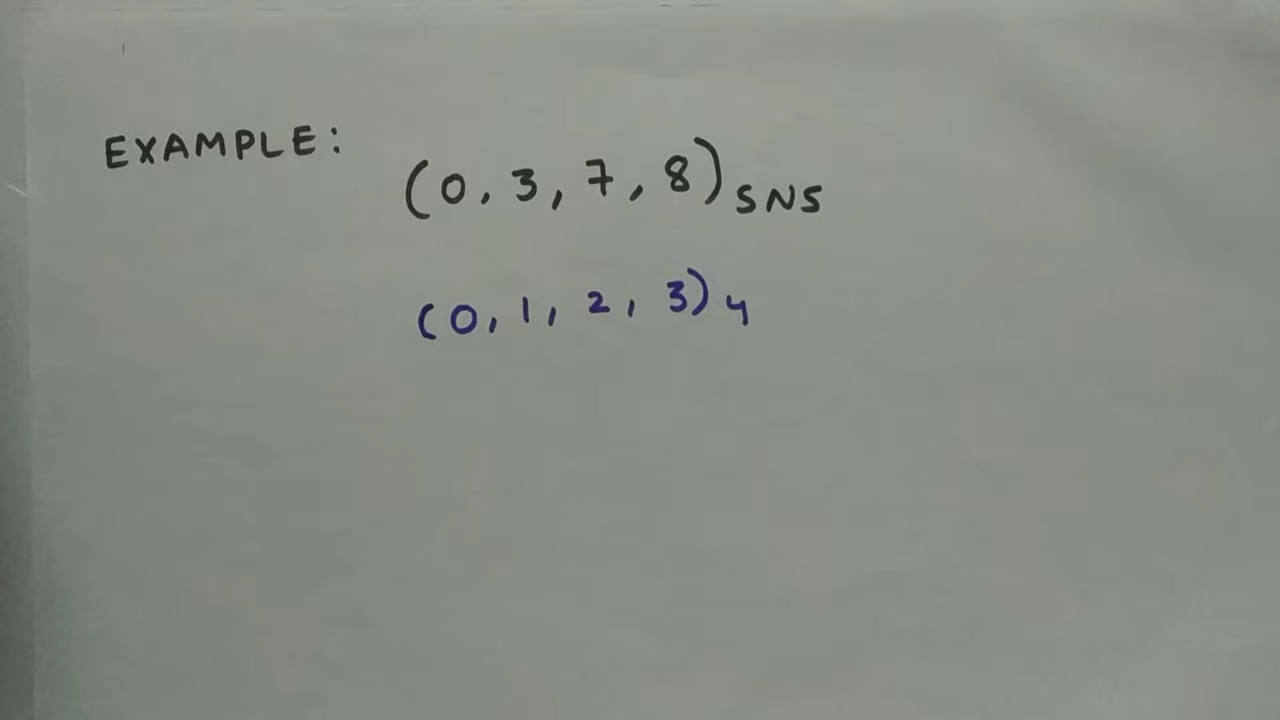 EXAMPLE:
(0, 3, 7, 8)SNS
(0, 1, 2, 3)4